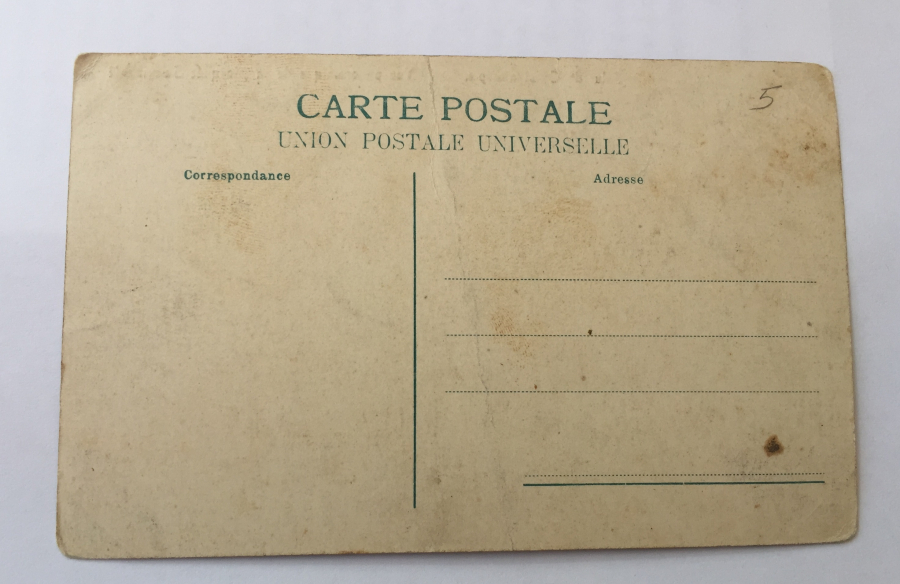 CARTE POSTALE
5
UNION POSTALE UNIVERSELLE
Correspondance
Adresse